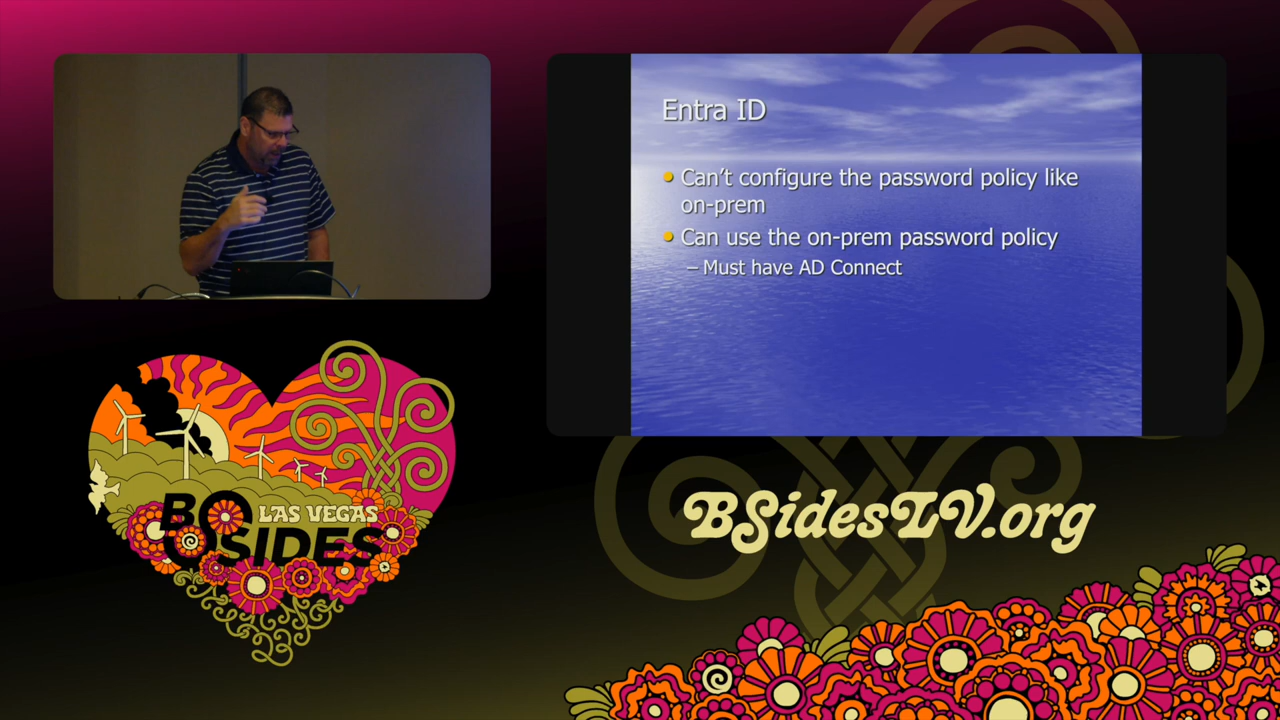 Entra ID
• Can't configure the password policy like
on-prem
• Can use the on-prem password policy
– Must have AD Connect
LAS VEGAS
BSIDES
BSidesLV.org